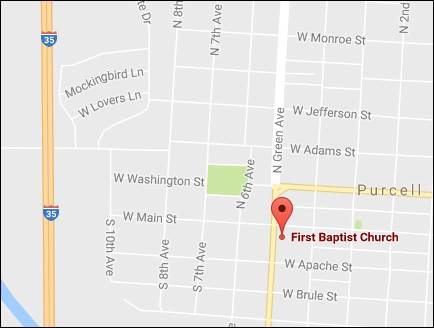 te Dr
N 8th
N 7th Ave
N 2nd
35
W Monroe St
Mockingbird Ln
W Lovers Ln
N Green Ave
W Jefferson St
W Adams St
N 6th Ave
W Washington St
Purcell
35
W Main St
First Baptist Church
S 10th Ave
S 8th Ave
S 7th Ave
W Apache St
W Brule St